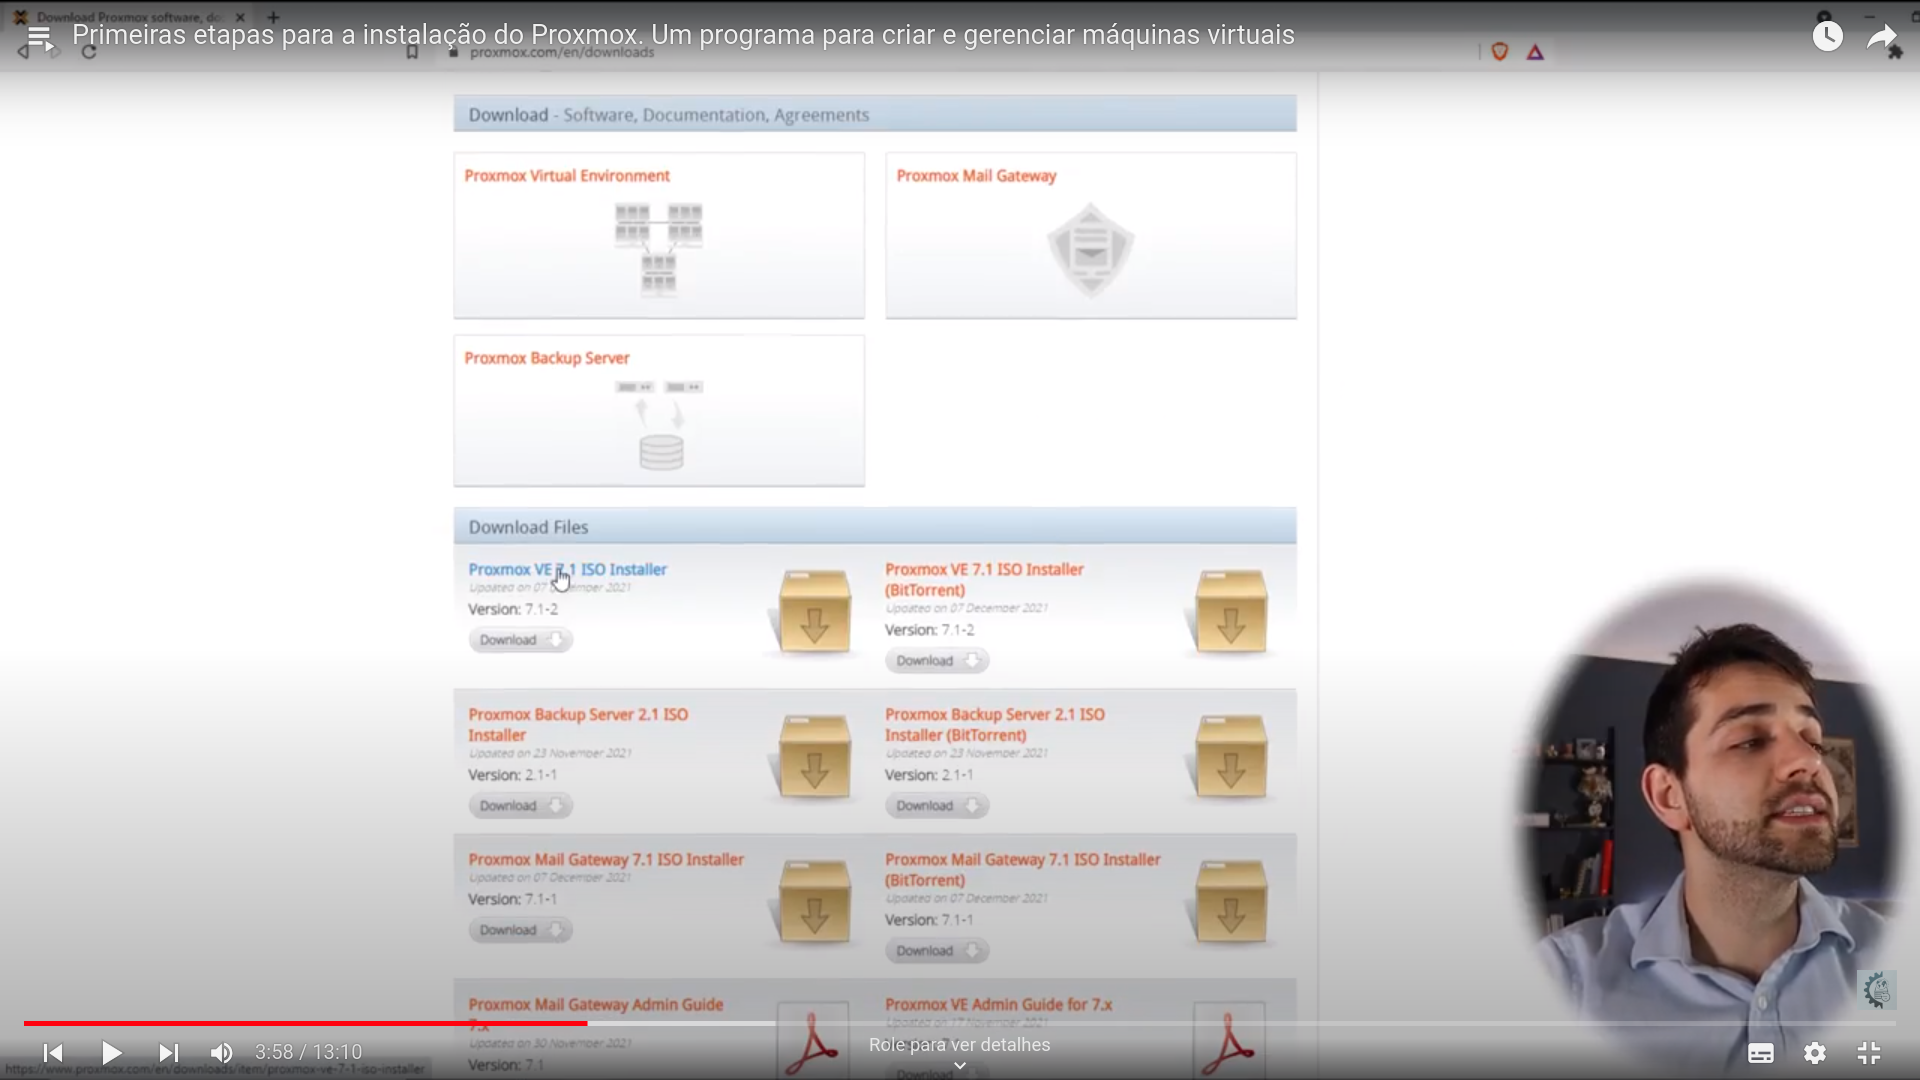 Download Proxmox software, do
Primeiras etapas para a instalação do Proxmox. Um programa para criar e gerenciar máquinas virtuais
proxmox.com/en/downloads
Download - Software, Documentation, Agreements
Proxmox Virtual Environment
Proxmox Mail Gateway
Proxmox Backup Server
Download Files
Proxmox VE 7.1 ISO Installer
Updated on 07 December 2021
Version: 7.1-2
Download
Proxmox VE 7.1 ISO Installer
(BitTorrent)
Updated on 07 December 2021
Version: 7.1-2
Download
Proxmox Backup Server 2.1 ISO
Installer
Updated on 23 November 2021
Version: 2.1-1
Download
Proxmox Backup Server 2.1 ISO
Installer (BitTorrent)
Updated on 23 November 2021
Version: 2.1-1
Download
Proxmox Mail Gateway 7.1 ISO Installer
Updated on 07 December 2021
Version: 7.1-1
Download
Proxmox Mail Gateway 7.1 ISO Installer
(BitTorrent)
Updated on 07 December 2021
Version: 7.1-1
Download
Proxmox Mail Gateway Admin Guide
7.x
Updated on 30 November 2021
Version: 7.1
Proxmox VE Admin Guide for 7.x
Updated on 17 November 2021
Download
3:58 / 13:10
Role para ver detalhes
https://www.proxmox.com/en/downloads/item/proxmox-ve-7-1-iso-installer